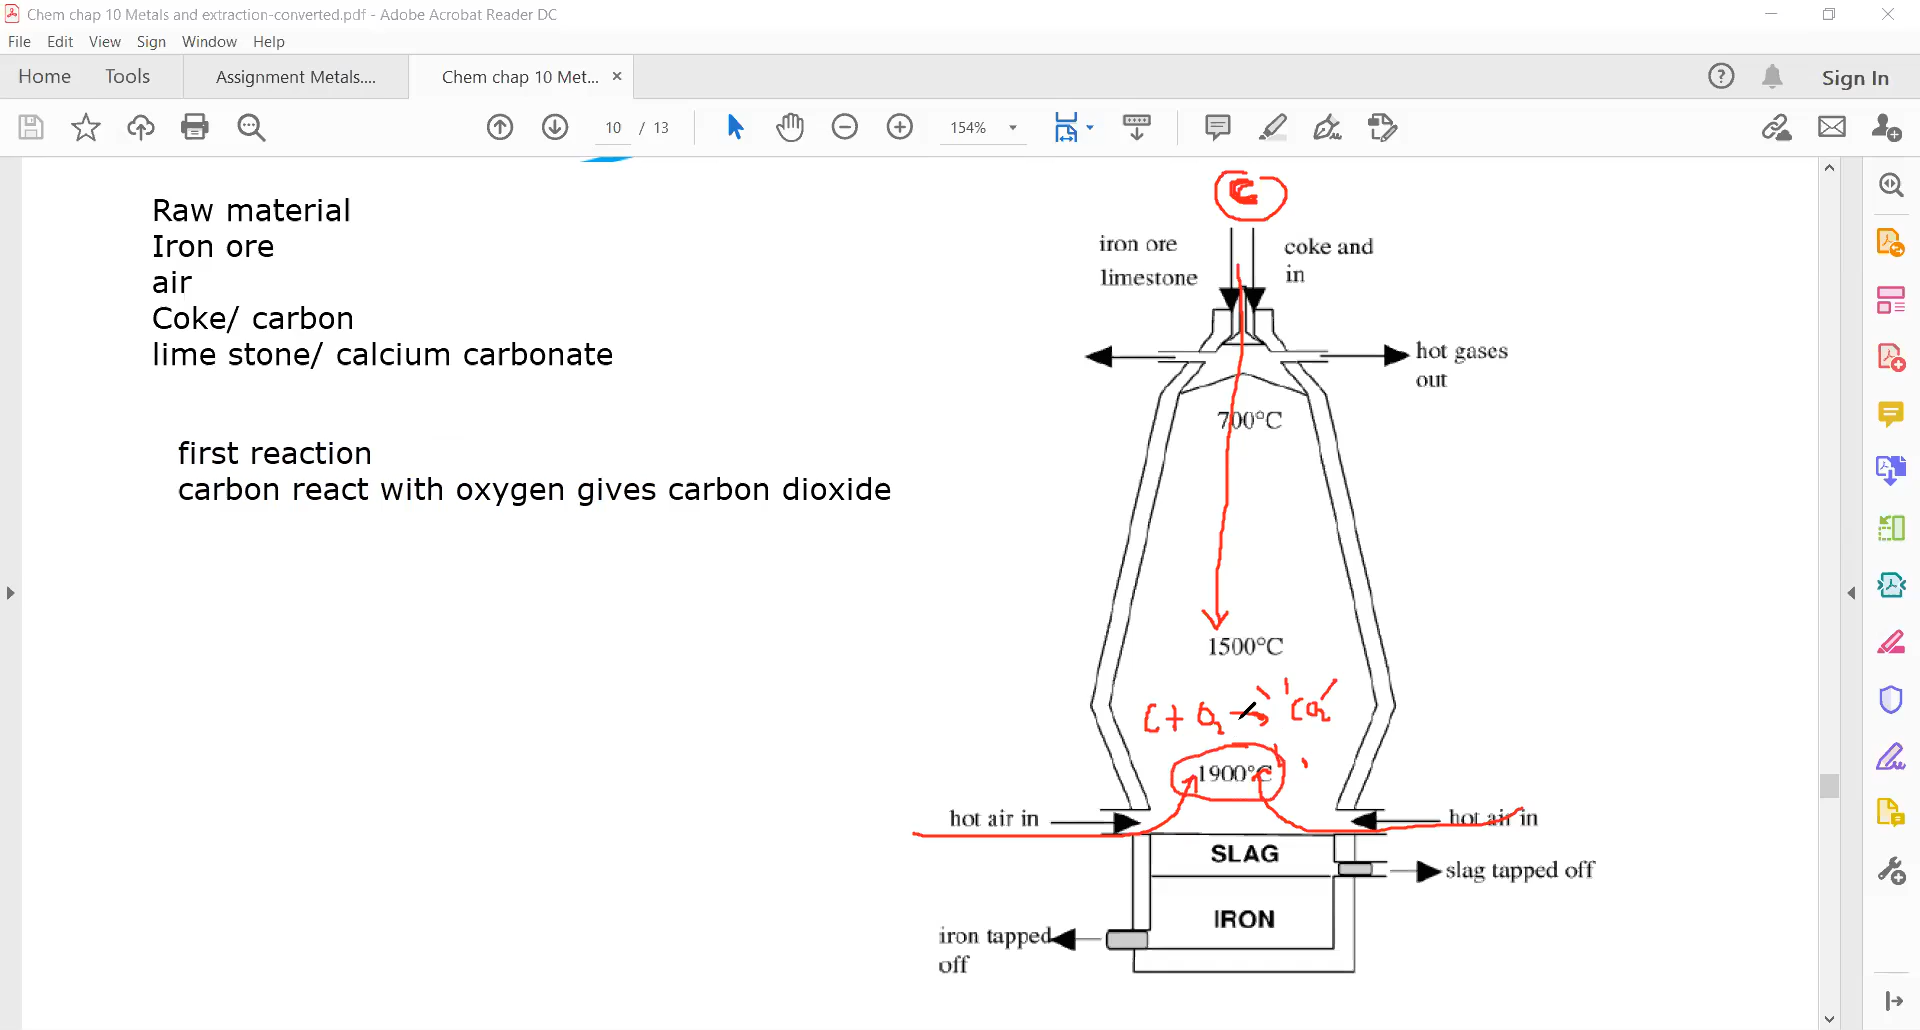 Chem chap 10 Metals and extraction-converted.pdf - Adobe Acrobat Reader DC
File Edit View Sign Window Help
Home Tools Assignment Metals.... Chem chap 10 Met... × Sign In
10 / 13 154%
Raw material
Iron ore
air
Coke/ carbon
lime stone/ calcium carbonate
first reaction
carbon react with oxygen gives carbon dioxide
C
iron ore
limestone
coke and
in
hot gases
out
700°C
1500°C
C + O2 → CO2
1900°C
hot air in
hot air in
SLAG
slag tapped off
IRON
iron tapped
off